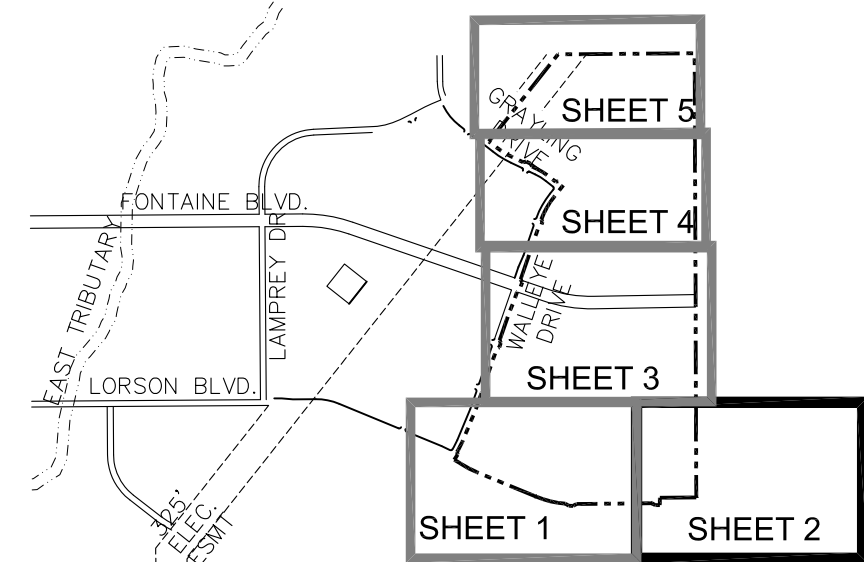 GRAYLING
DRIVE
SHEET 5
FONTAINE BLVD.
SHEET 4
EAST TRIBUTARY
LAMPREY DR
WALLEYE
DRIVE
LORSON BLVD.
SHEET 3
325'
ELEC.
ESMT
SHEET 1
SHEET 2